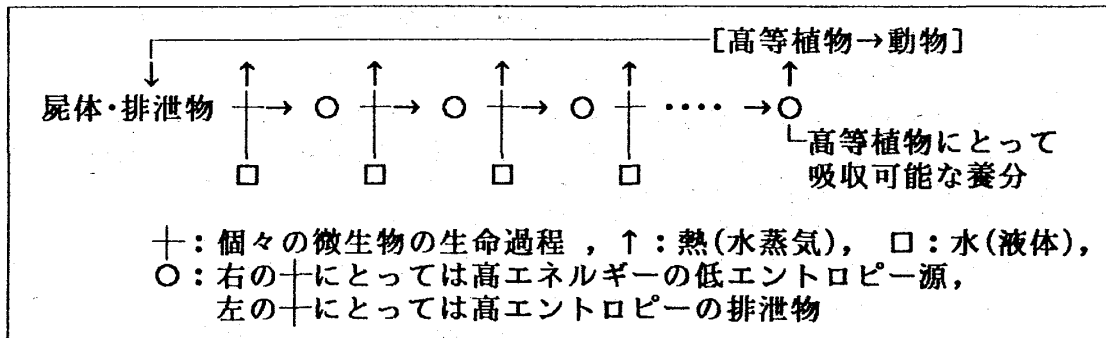 [高等植物→動物]
屍体・排泄物 → ○ → ○ → ○ ････ → ○
高等植物にとって
吸収可能な養分
□ □ □ □
┼：個々の微生物の生命過程 ，↑：熱(水蒸気)， □：水(液体)，
○：右の┼にとっては高エネルギーの低エントロピー源，
左の┼にとっては高エントロピーの排泄物